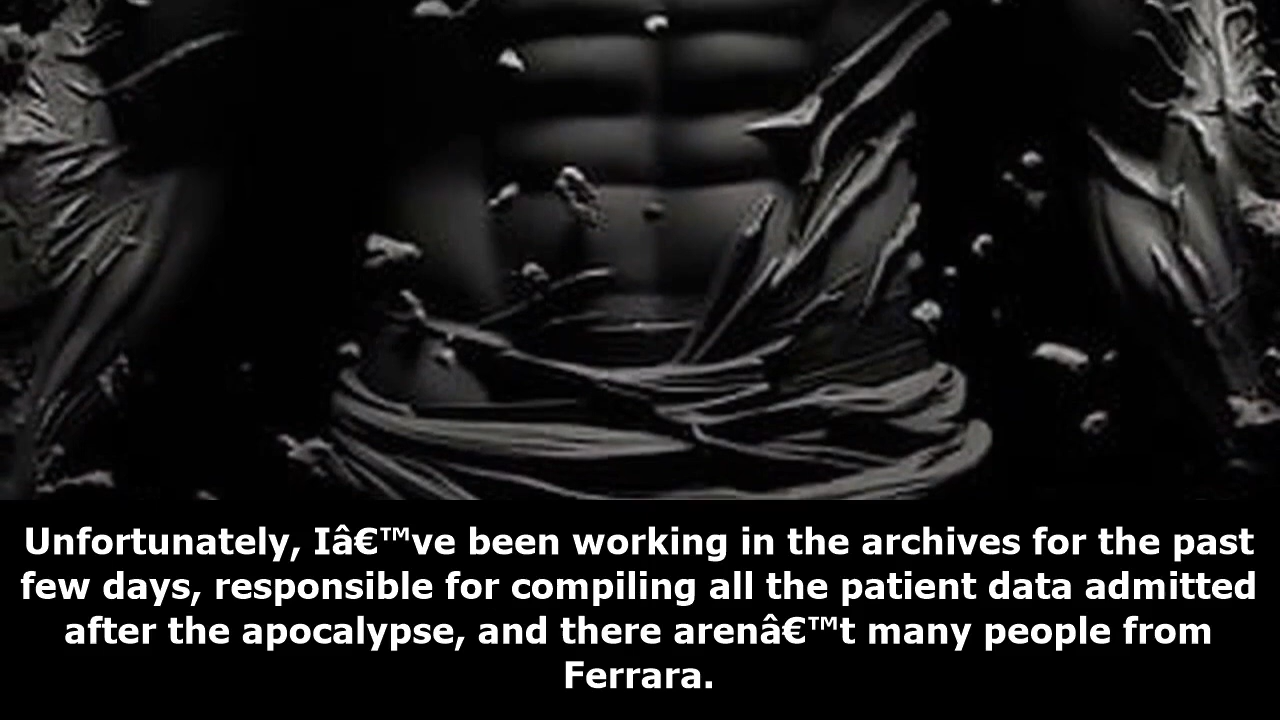 Unfortunately, Iâ€™ve been working in the archives for the past
few days, responsible for compiling all the patient data admitted
after the apocalypse, and there arenâ€™t many people from
Ferrara.